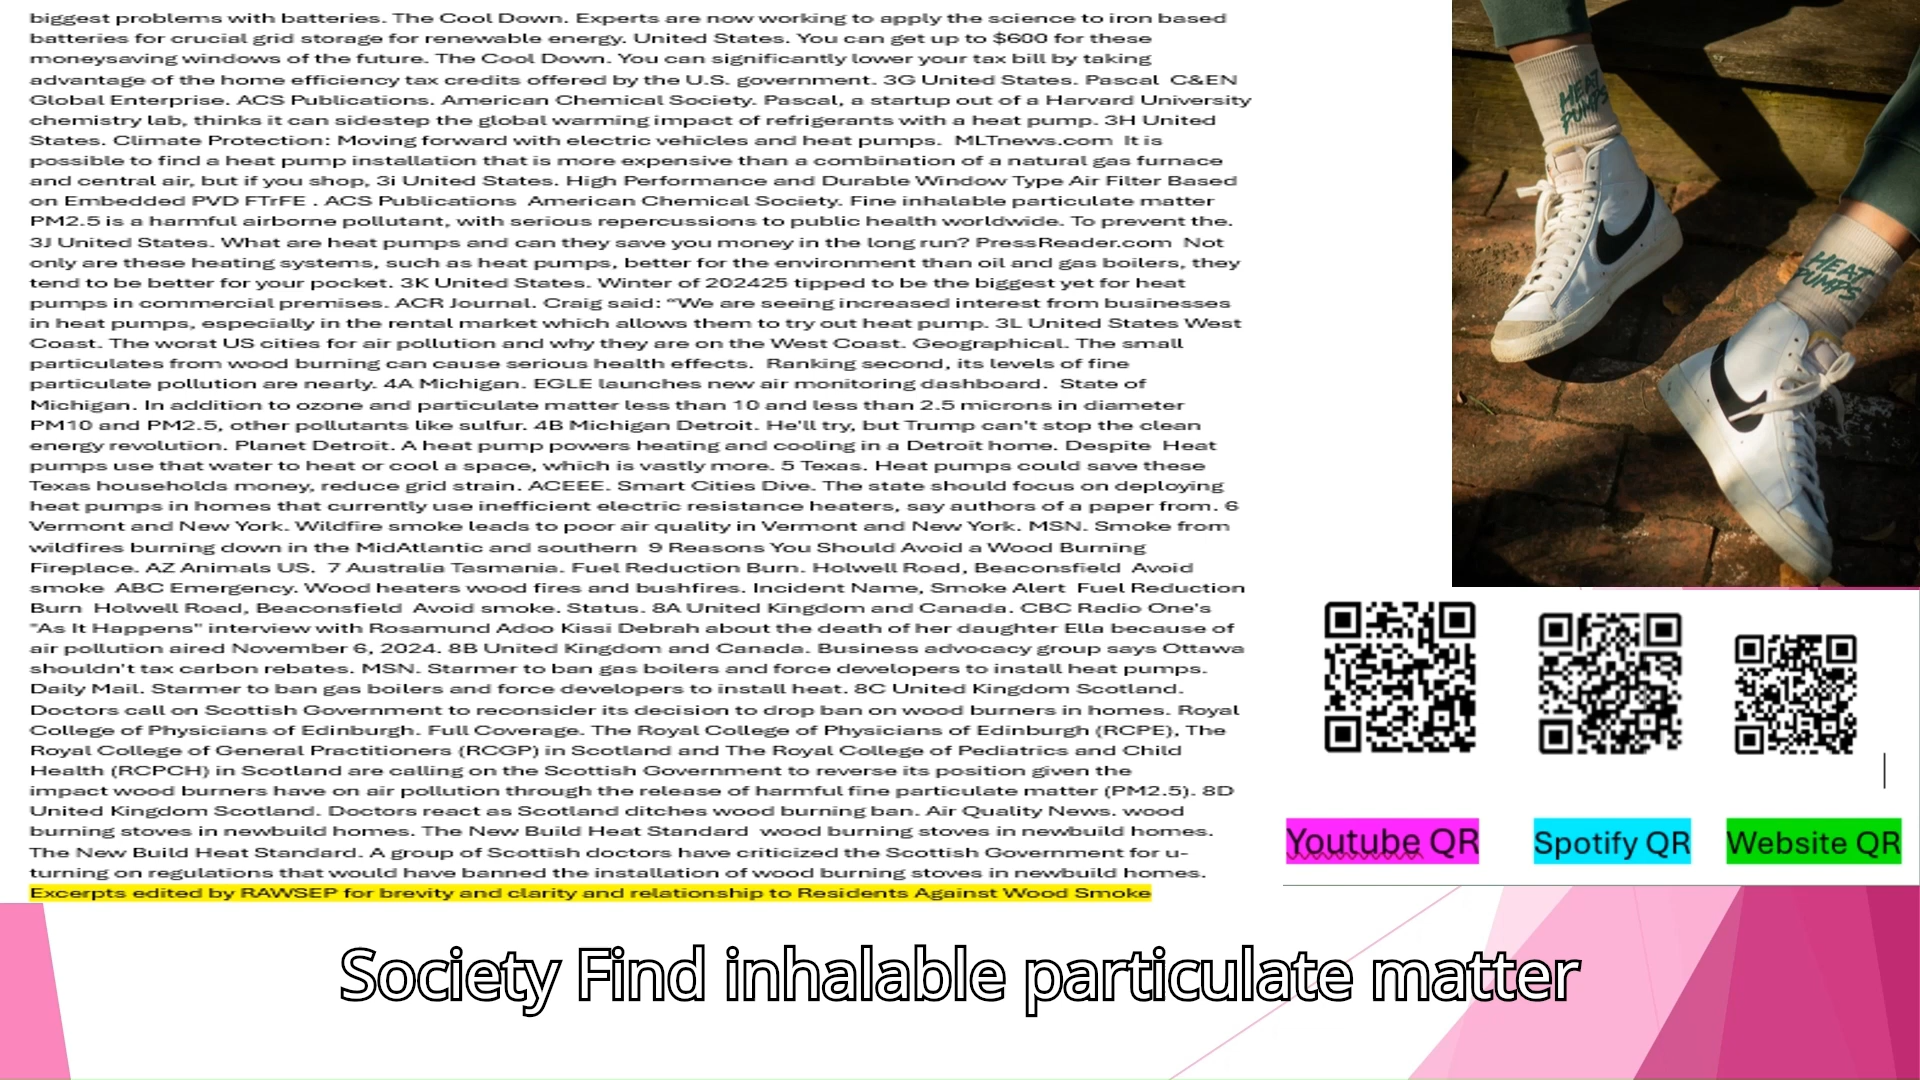 biggest problems with batteries. The Cool Down. Experts are now working to apply the science to iron based
batteries for crucial grid storage for renewable energy. United States. You can get up to $600 for these
moneysaving windows of the future. The Cool Down. You can significantly lower your tax bill by taking
advantage of the home efficiency tax credits offered by the U.S. government. 3G United States. Pascal C&EN
Global Enterprise. ACS Publications. American Chemical Society. Pascal, a startup out of a Harvard University
chemistry lab, thinks it can sidestep the global warming impact of refrigerants with a heat pump. 3H United
States. Climate Protection: Moving forward with electric vehicles and heat pumps. MLTnews.com It is
possible to find a heat pump installation that is more expensive than a combination of a natural gas furnace
and central air, but if you shop, 3i United States. High Performance and Durable Window Type Air Filter Based
on Embedded PVD FTrFE . ACS Publications American Chemical Society. Fine inhalable particulate matter
PM2.5 is a harmful airborne pollutant, with serious repercussions to public health worldwide. To prevent the.
3J United States. What are heat pumps and can they save you money in the long run? PressReader.com Not
only are these heating systems, such as heat pumps, better for the environment than oil and gas boilers, they
tend to be better for your pocket. 3K United States. Winter of 202425 tipped to be the biggest yet for heat
pumps in commercial premises. ACR Journal. Craig said: “We are seeing increased interest from businesses
in heat pumps, especially in the rental market which allows them to try out heat pump. 3L United States West
Coast. The worst US cities for air pollution and why they are on the West Coast. Geographical. The small
particulates from wood burning can cause serious health effects. Ranking second, its levels of fine
particulate pollution are nearly. 4A Michigan. EGLE launches new air monitoring dashboard. State of
Michigan. In addition to ozone and particulate matter less than 10 and less than 2.5 microns in diameter
PM10 and PM2.5, other pollutants like sulfur. 4B Michigan Detroit. He'll try, but Trump can't stop the clean
energy revolution. Planet Detroit. A heat pump powers heating and cooling in a Detroit home. Despite Heat
pumps use that water to heat or cool a space, which is vastly more. 5 Texas. Heat pumps could save these
Texas households money, reduce grid strain. ACEEE. Smart Cities Dive. The state should focus on deploying
heat pumps in homes that currently use inefficient electric resistance heaters, say authors of a paper from. 6
Vermont and New York. Wildfire smoke leads to poor air quality in Vermont and New York. MSN. Smoke from
wildfires burning down in the MidAtlantic and southern 9 Reasons You Should Avoid a Wood Burning
Fireplace. AZ Animals US. 7 Australia Tasmania. Fuel Reduction Burn. Holwell Road, Beaconsfield Avoid
smoke ABC Emergency. Wood heaters wood fires and bushfires. Incident Name, Smoke Alert Fuel Reduction
Burn Holwell Road, Beaconsfield Avoid smoke. Status. 8A United Kingdom and Canada. CBC Radio One's
"As It Happens" interview with Rosamund Adoo Kissi Debrah about the death of her daughter Ella because of
air pollution aired November 6, 2024. 8B United Kingdom and Canada. Business advocacy group says Ottawa
shouldn't tax carbon rebates. MSN. Starmer to ban gas boilers and force developers to install heat pumps.
Daily Mail. Starmer to ban gas boilers and force developers to install heat. 8C United Kingdom Scotland.
Doctors call on Scottish Government to reconsider its decision to drop ban on wood burners in homes. Royal
College of Physicians of Edinburgh. Full Coverage. The Royal College of Physicians of Edinburgh (RCPE), The
Royal College of General Practitioners (RCGP) in Scotland and The Royal College of Pediatrics and Child
Health (RCPCH) in Scotland are calling on the Scottish Government to reverse its position given the
impact wood burners have on air pollution through the release of harmful fine particulate matter (PM2.5). 8D
United Kingdom Scotland. Doctors react as Scotland ditches wood burning ban. Air Quality News. wood
burning stoves in newbuild homes. The New Build Heat Standard wood burning stoves in newbuild homes.
The New Build Heat Standard. A group of Scottish doctors have criticized the Scottish Government for u-
turning on regulations that would have banned the installation of wood burning stoves in newbuild homes.
Excerpts edited by RAWSEP for brevity and clarity and relationship to Residents Against Wood Smoke
HEAT
PUMPS
HEAT
PUMPS
Youtube QR
Spotify QR
Website QR
Society Find inhalable particulate matter